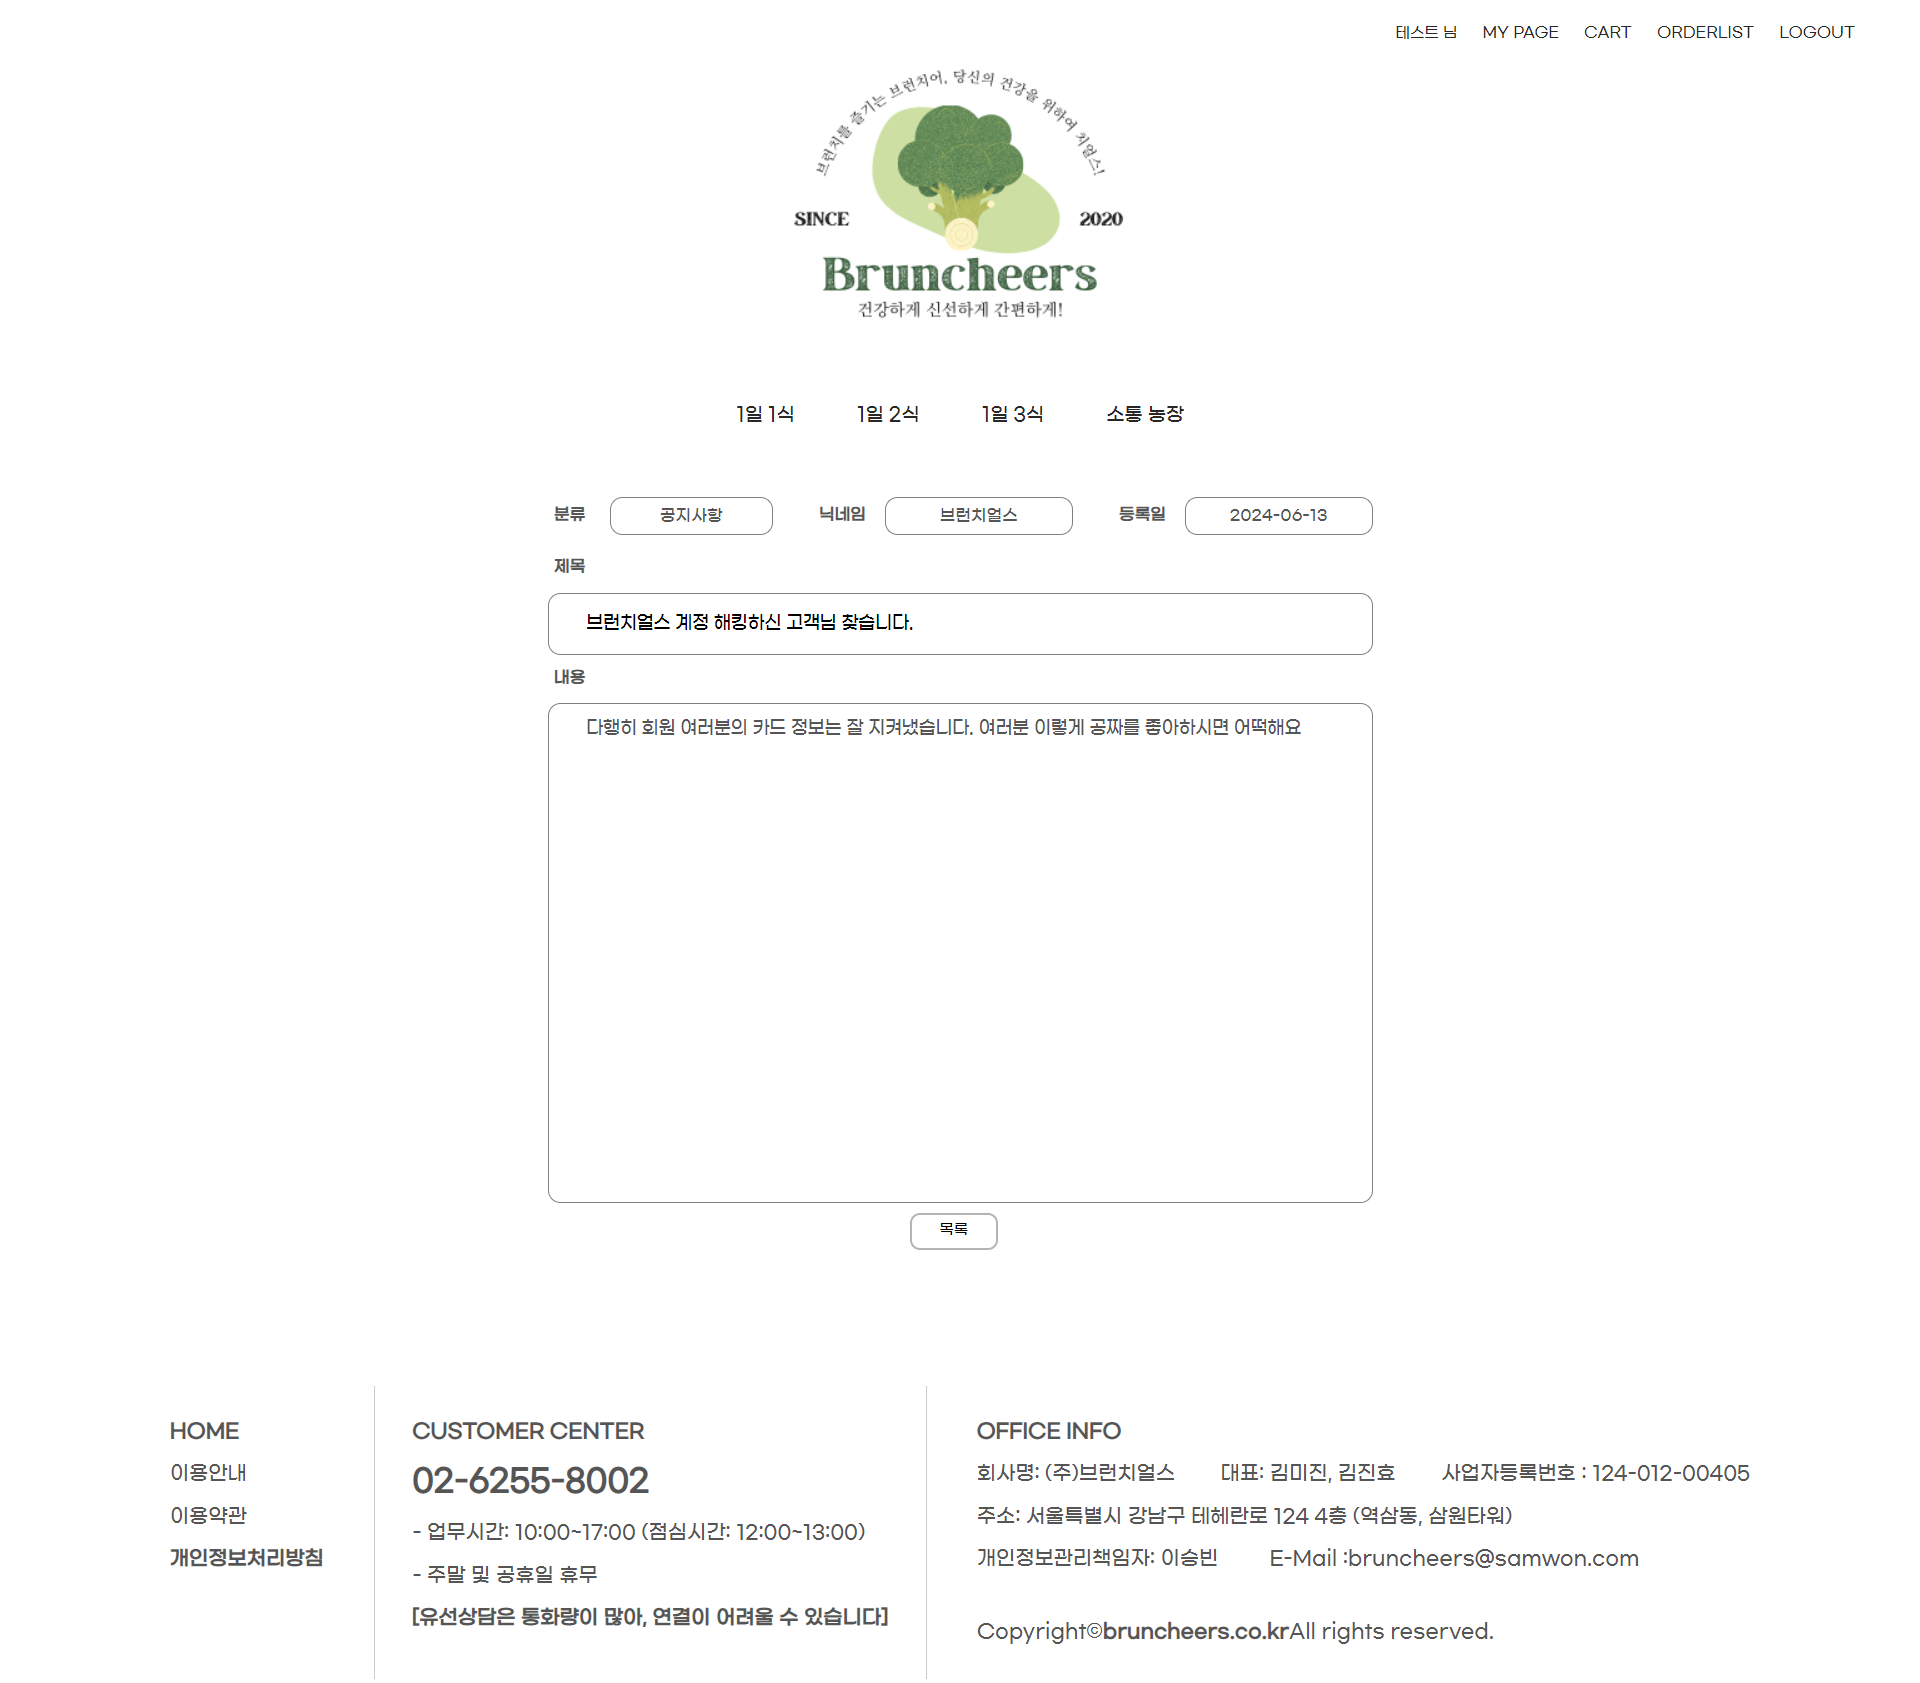 테스트 님 MY PAGE CART ORDERLIST LOGOUT
브런치를 즐기는 브런치어, 당신의 건강을 위하여 치얼스!
SINCE 2020
Bruncheers
건강하게 신선하게 간편하게!
1일 1식 1일 2식 1일 3식 소통 농장
분류 공지사항 닉네임 브런치얼스 등록일 2024-06-13
제목
브런치얼스 계정 해킹하신 고객님 찾습니다.
내용
다행히 회원 여러분의 카드 정보는 잘 지켜냈습니다. 여러분 이렇게 공짜를 좋아하시면 어떡해요
목록
HOME
이용안내
이용약관
개인정보처리방침
CUSTOMER CENTER
02-6255-8002
- 업무시간: 10:00~17:00 (점심시간: 12:00~13:00)
- 주말 및 공휴일 휴무
[유선상담은 통화량이 많아, 연결이 어려울 수 있습니다]
OFFICE INFO
회사명: (주)브런치얼스 대표: 김미진, 김진효 사업자등록번호 : 124-012-00405
주소: 서울특별시 강남구 테헤란로 124 4층 (역삼동, 삼원타워)
개인정보관리책임자: 이승빈 E-Mail :bruncheers@samwon.com
Copyright©bruncheers.co.krAll rights reserved.